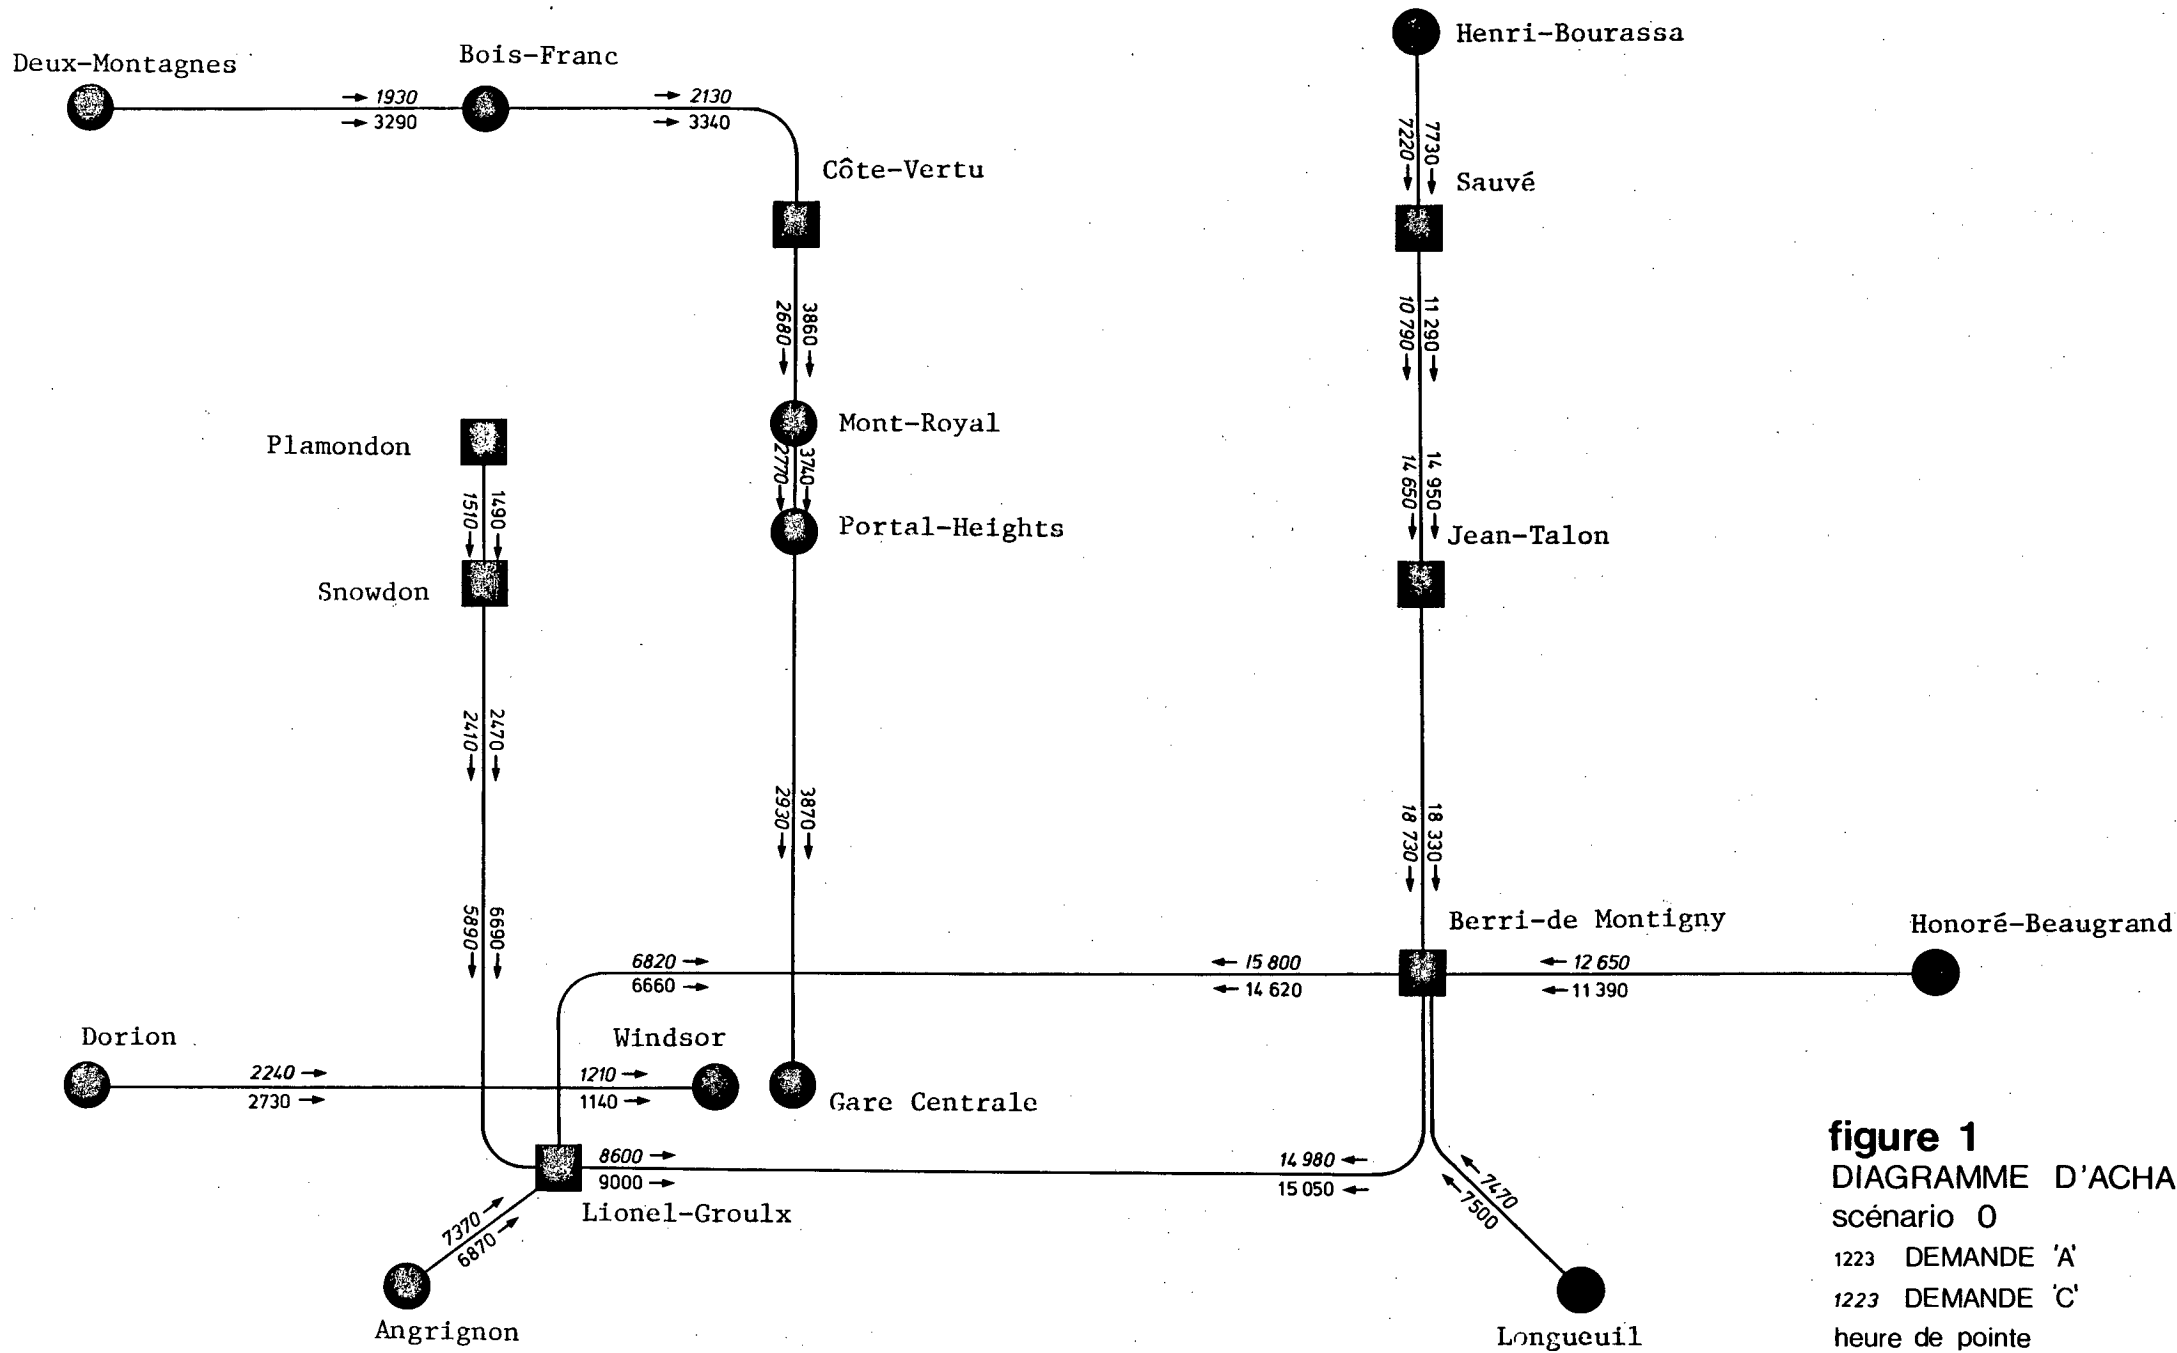 Deux-Montagnes
Bois-Franc
→ 1930
→ 3290
→ 2130
→ 3340
Côte-Vertu
3860 →
2680 →
Mont-Royal
3740 →
2770 →
Portal-Heights
3870 →
2930 →
Gare Centrale
Plamondon
1490 →
1510 →
Snowdon
2470 →
2410 →
6690 →
5890 →
Henri-Bourassa
7730 →
7220 →
Sauvé
11 290 →
10 790 →
14 950 →
14 650 →
Jean-Talon
18 330 →
18 730 →
Berri-de Montigny
Honoré-Beaugrand
6820 →
6660 →
← 15 800
← 14 620
← 12 650
← 11 390
Dorion
Windsor
2240 →
2730 →
1210 →
1140 →
8600 →
9000 →
14 980 ←
15 050 ←
Lionel-Groulx
7370 →
6870 →
Angrignon
← 7470
← 7500
Longueuil
figure 1
DIAGRAMME D'ACHA
scénario 0
1223 DEMANDE 'A'
1223 DEMANDE 'C'
heure de pointe